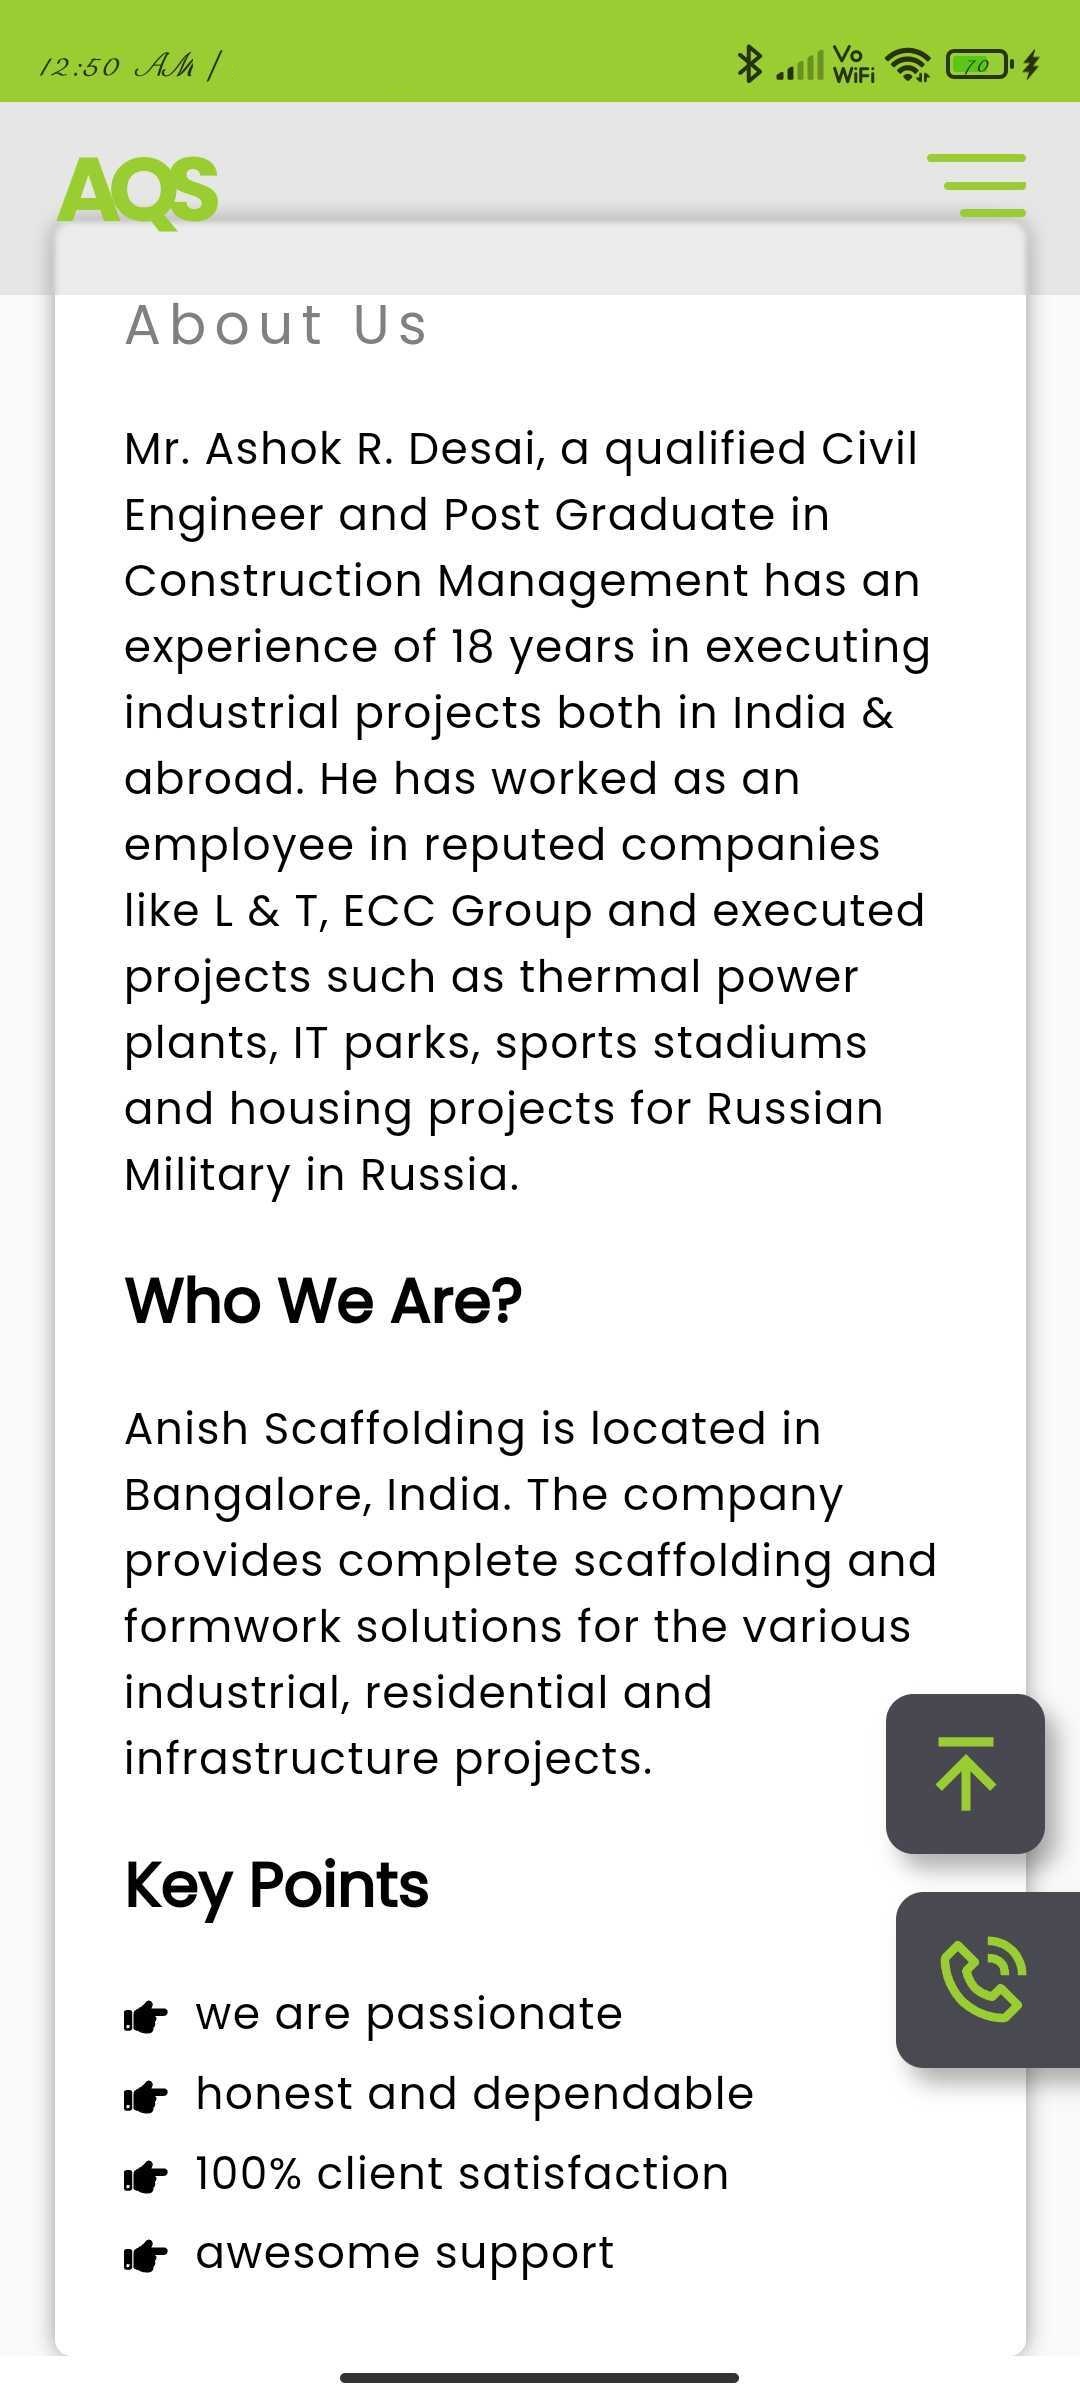 12:50 AM |
Vo
WiFi
70
AQS
About Us
Mr. Ashok R. Desai, a qualified Civil
Engineer and Post Graduate in
Construction Management has an
experience of 18 years in executing
industrial projects both in India &
abroad. He has worked as an
employee in reputed companies
like L & T, ECC Group and executed
projects such as thermal power
plants, IT parks, sports stadiums
and housing projects for Russian
Military in Russia.
Who We Are?
Anish Scaffolding is located in
Bangalore, India. The company
provides complete scaffolding and
formwork solutions for the various
industrial, residential and
infrastructure projects.
Key Points
we are passionate
honest and dependable
100% client satisfaction
awesome support